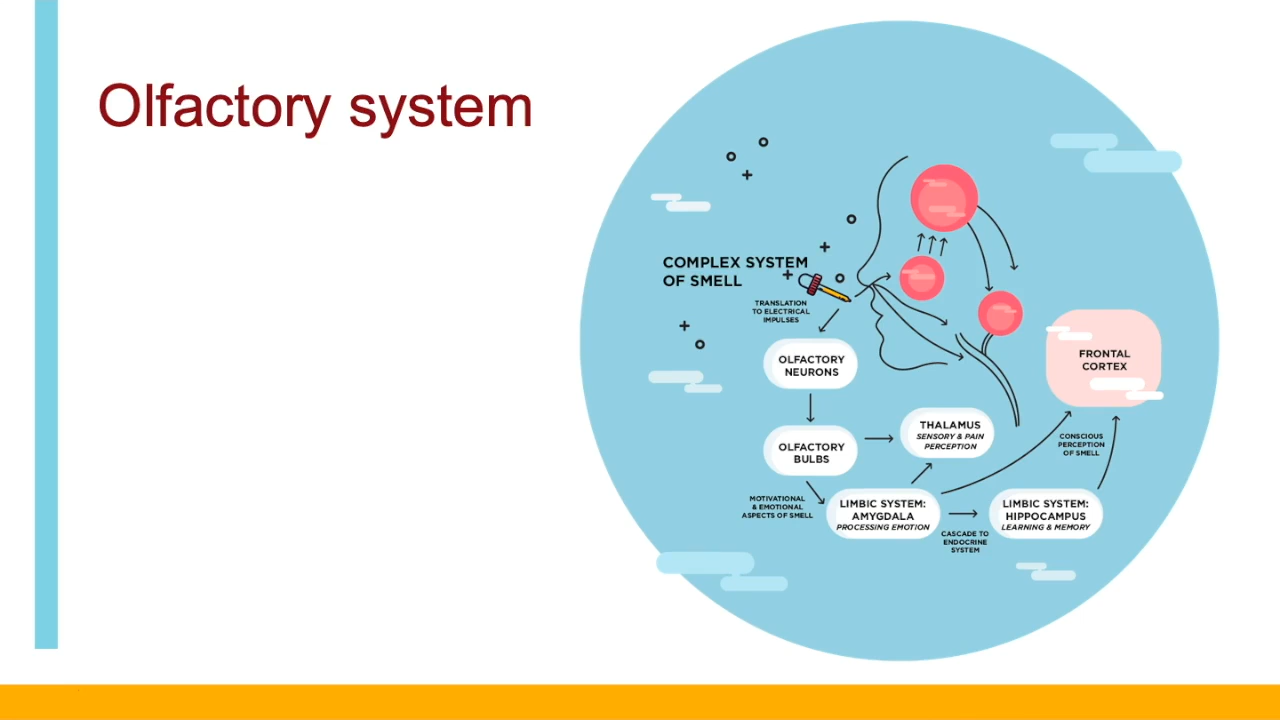 Olfactory system
COMPLEX SYSTEM
OF SMELL
TRANSLATION
TO ELECTRICAL
IMPULSES
OLFACTORY
NEURONS
FRONTAL
CORTEX
OLFACTORY
BULBS
THALAMUS
SENSORY & PAIN
PERCEPTION
CONSCIOUS
PERCEPTION
OF SMELL
MOTIVATIONAL
& EMOTIONAL
ASPECTS OF SMELL
LIMBIC SYSTEM:
AMYGDALA
PROCESSING EMOTION
CASCADE TO
ENDOCRINE
SYSTEM
LIMBIC SYSTEM:
HIPPOCAMPUS
LEARNING & MEMORY